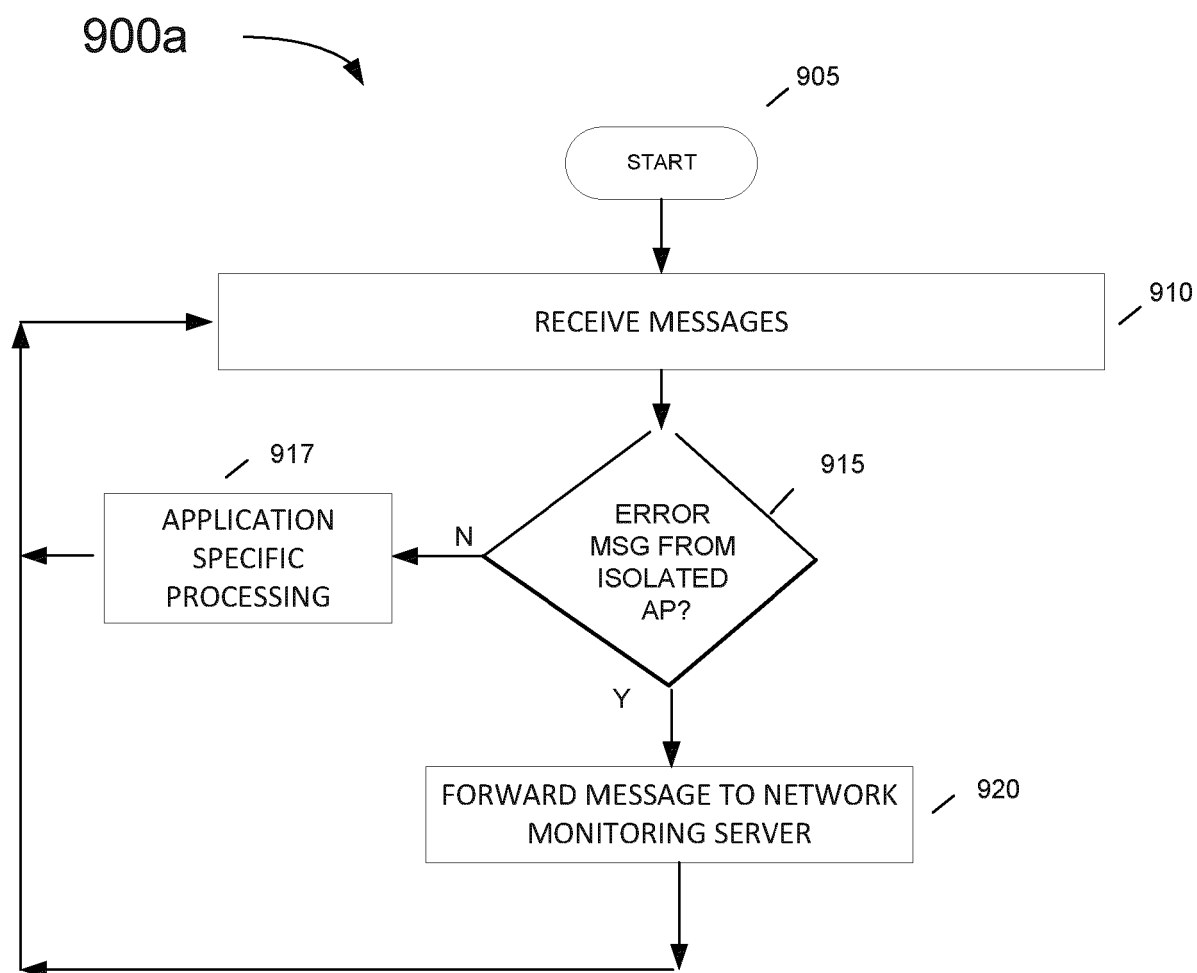 900a
905
START
910
RECEIVE MESSAGES
917
915
APPLICATION
SPECIFIC
PROCESSING
N
ERROR
MSG FROM
ISOLATED
AP?
Y
920
FORWARD MESSAGE TO NETWORK
MONITORING SERVER